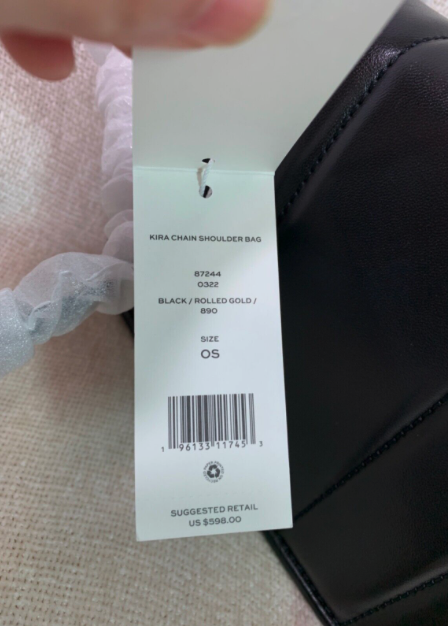 KIRA CHAIN SHOULDER BAG
87244
0322
BLACK / ROLLED GOLD /
890
SIZE
OS
1 96133 11745 3
SUGGESTED RETAIL
US $598.00